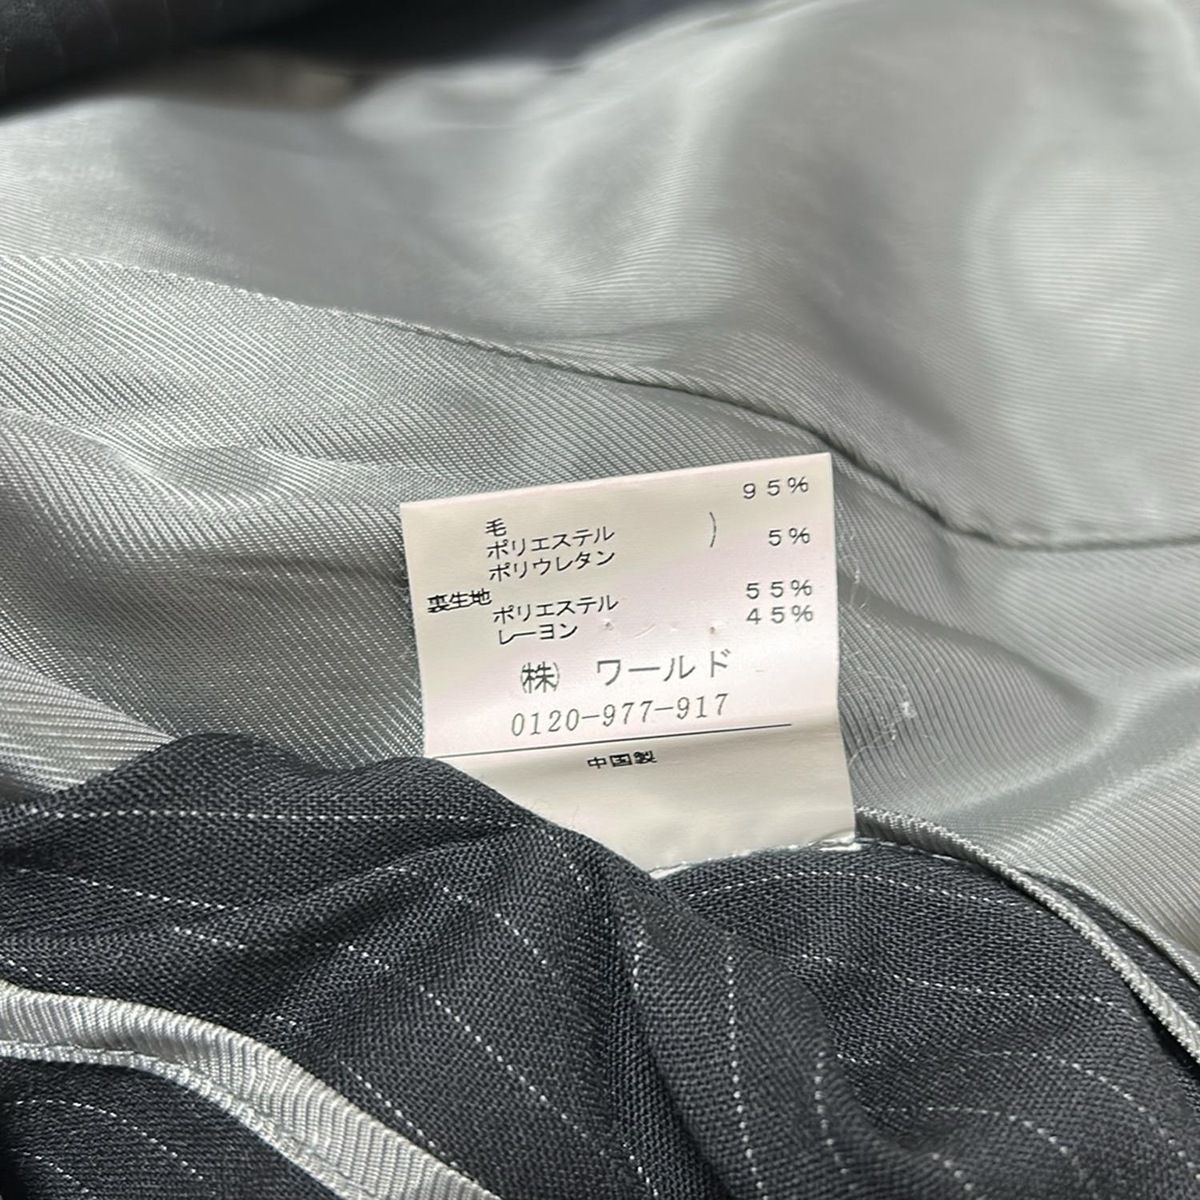 毛 95%
ポリエステル
ポリウレタン ) 5%
裏生地
ポリエステル 55%
レーヨン 45%
㈱ ワールド
0120-977-917
中国製